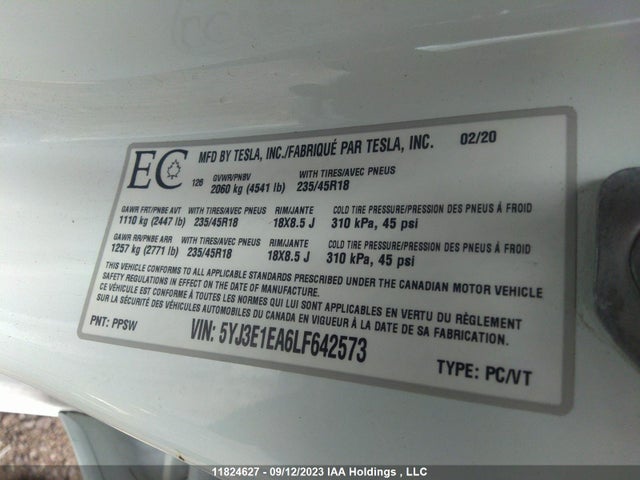 EC
MFD BY TESLA, INC./FABRIQUÉ PAR TESLA, INC. 02/20
126
GVWR/PNBV WITH TIRES/AVEC PNEUS
2060 kg (4541 lb) 235/45R18
GAWR FRT/PNBE AVT WITH TIRES/AVEC PNEUS RIM/JANTE COLD TIRE PRESSURE/PRESSION DES PNEUS À FROID
1110 kg (2447 lb) 235/45R18 18X8.5 J 310 kPa, 45 psi
GAWR RR/PNBE ARR WITH TIRES/AVEC PNEUS RIM/JANTE COLD TIRE PRESSURE/PRESSION DES PNEUS À FROID
1257 kg (2771 lb) 235/45R18 18X8.5 J 310 kPa, 45 psi
THIS VEHICLE CONFORMS TO ALL APPLICABLE STANDARDS PRESCRIBED UNDER THE CANADIAN MOTOR VEHICLE
SAFETY REGULATIONS IN EFFECT ON THE DATE OF MANUFACTURE.
CE VÉHICULE EST CONFORME À TOUTES LES NORMES QUI LUI SONT APPLICABLES EN VERTU DU RÈGLEMENT
SUR LA SÉCURITÉ DES VÉHICULES AUTOMOBILES DU CANADA EN VIGUEUR À LA DATE DE SA FABRICATION.
PNT: PPSW VIN: 5YJ3E1EA6LF642573 TYPE: PC/VT
11824627 - 09/12/2023 IAA Holdings , LLC